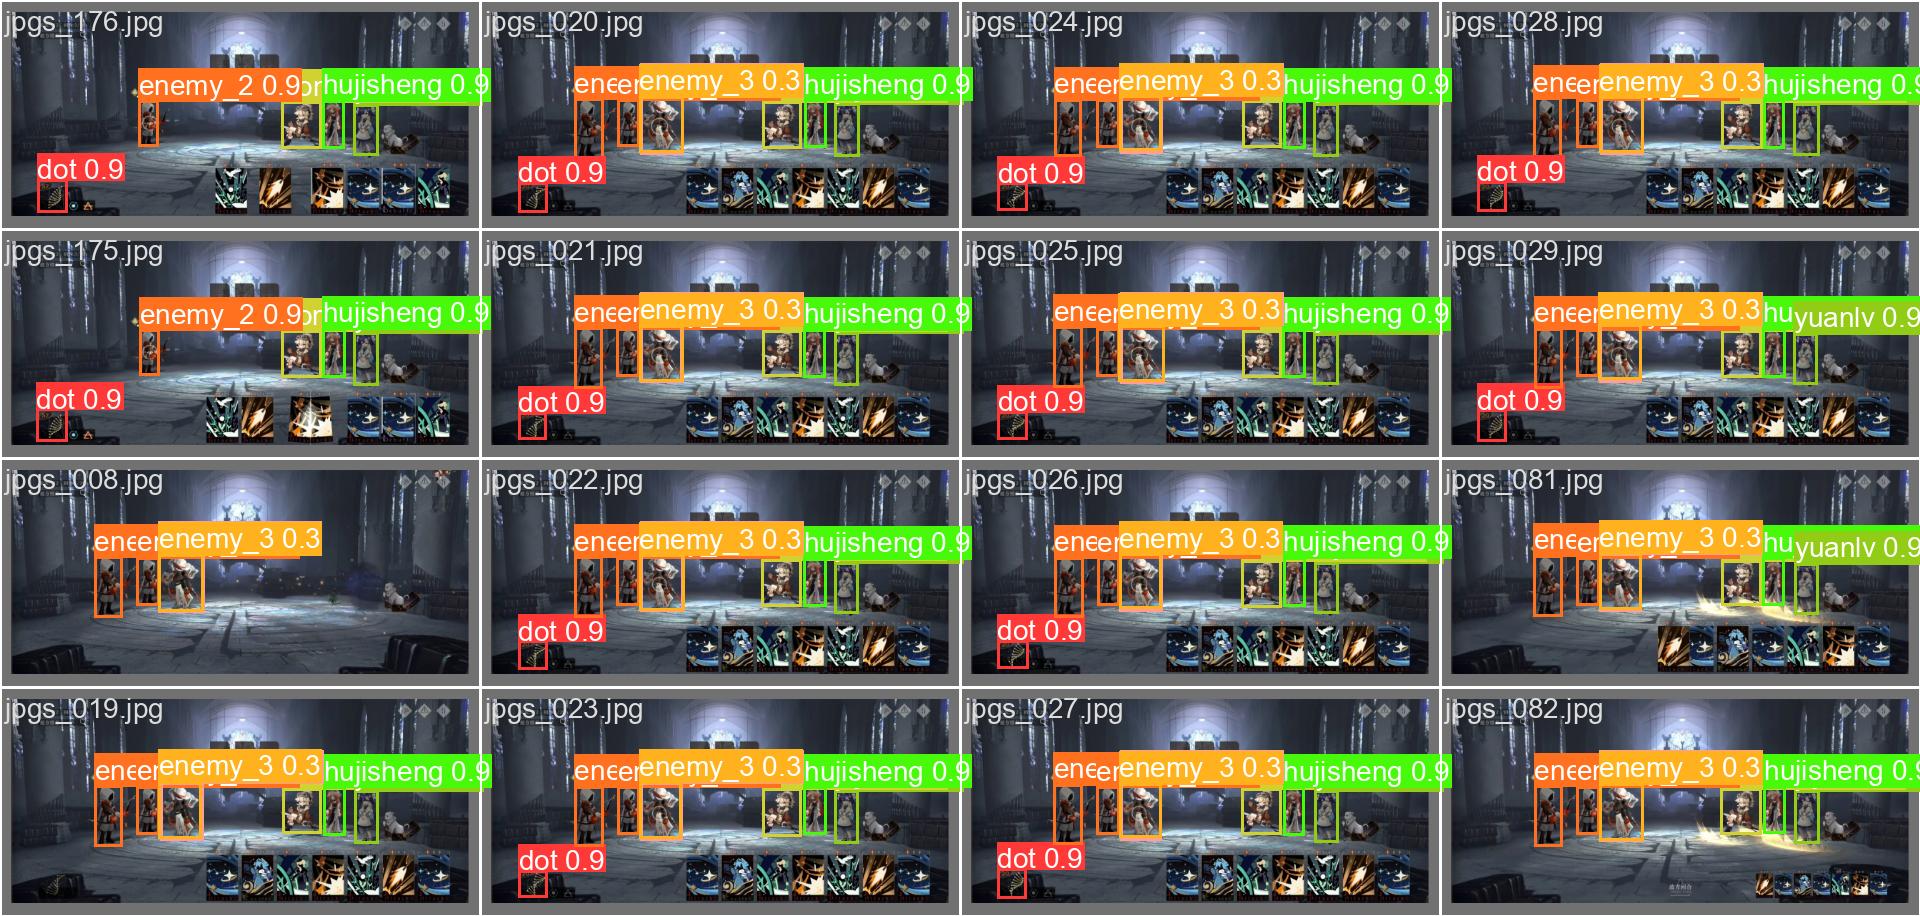 jpgs_176.jpg
enemy_2 0.9
hujisheng 0.9
dot 0.9
jpgs_020.jpg
enemy_3 0.3
hujisheng 0.9
dot 0.9
jpgs_024.jpg
enemy_3 0.3
hujisheng 0.9
dot 0.9
jpgs_028.jpg
enemy_3 0.3
hujisheng 0.9
dot 0.9
jpgs_175.jpg
enemy_2 0.9
hujisheng 0.9
dot 0.9
jpgs_021.jpg
enemy_3 0.3
hujisheng 0.9
dot 0.9
jpgs_025.jpg
enemy_3 0.3
hujisheng 0.9
dot 0.9
jpgs_029.jpg
enemy_3 0.3
hu
yuanlv 0.9
dot 0.9
jpgs_008.jpg
enemy_3 0.3
jpgs_022.jpg
enemy_3 0.3
hujisheng 0.9
dot 0.9
jpgs_026.jpg
enemy_3 0.3
hujisheng 0.9
dot 0.9
jpgs_081.jpg
enemy_3 0.3
hu
yuanlv 0.9
jpgs_019.jpg
enemy_3 0.3
hujisheng 0.9
jpgs_023.jpg
enemy_3 0.3
hujisheng 0.9
dot 0.9
jpgs_027.jpg
enemy_3 0.3
hujisheng 0.9
dot 0.9
jpgs_082.jpg
enemy_3 0.3
hujisheng 0.9